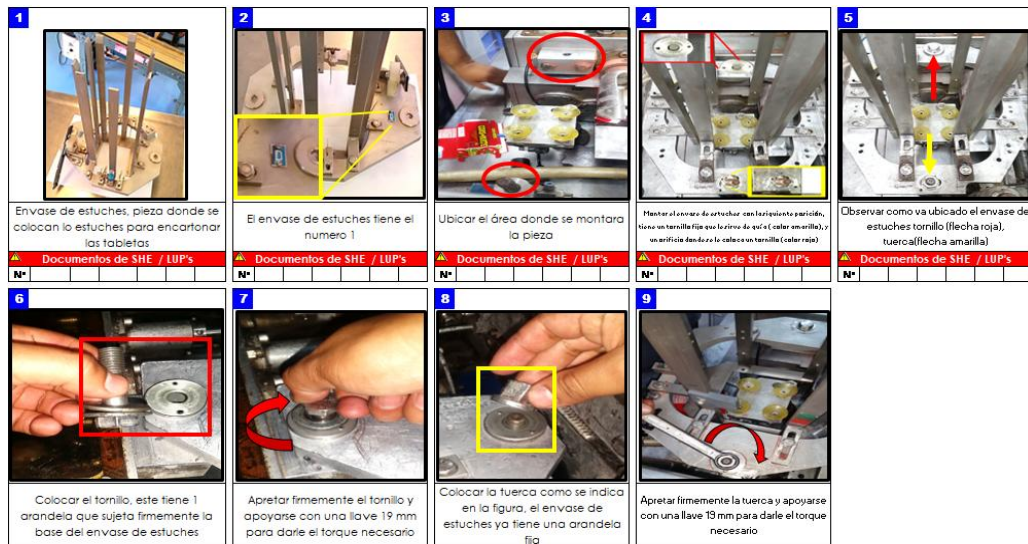 1
Envase de estuches, pieza donde se
colocan lo estuches para encartonar
las tabletas
Documentos de SHE / LUP's
N°
2
El envase de estuches tiene el
numero 1
Documentos de SHE / LUP's
N°
3
Ubicar el área donde se montara
la pieza
Documentos de SHE / LUP's
N°
4
Montar el envase de estuches con la siguiente posición,
tiene un tornillo fijo que le sirve de guía ( color amarillo), y
un orificio donde se le coloca un tornillo ( color rojo)
Documentos de SHE / LUP's
N°
5
Observar como va ubicado el envase de
estuches tornillo (flecha roja),
tuerca(flecha amarilla)
Documentos de SHE / LUP's
N°
6
Colocar el tornillo, este tiene 1
arandela que sujeta firmemente la
base del envase de estuches
7
Apretar firmemente el tornillo y
apoyarse con una llave 19 mm
para darle el torque necesario
8
Colocar la tuerca como se indica
en la figura, el envase de
estuches ya tiene una arandela
fija
9
Apretar firmemente la tuerca y apoyarse
con una llave 19 mm para darle el torque
necesario